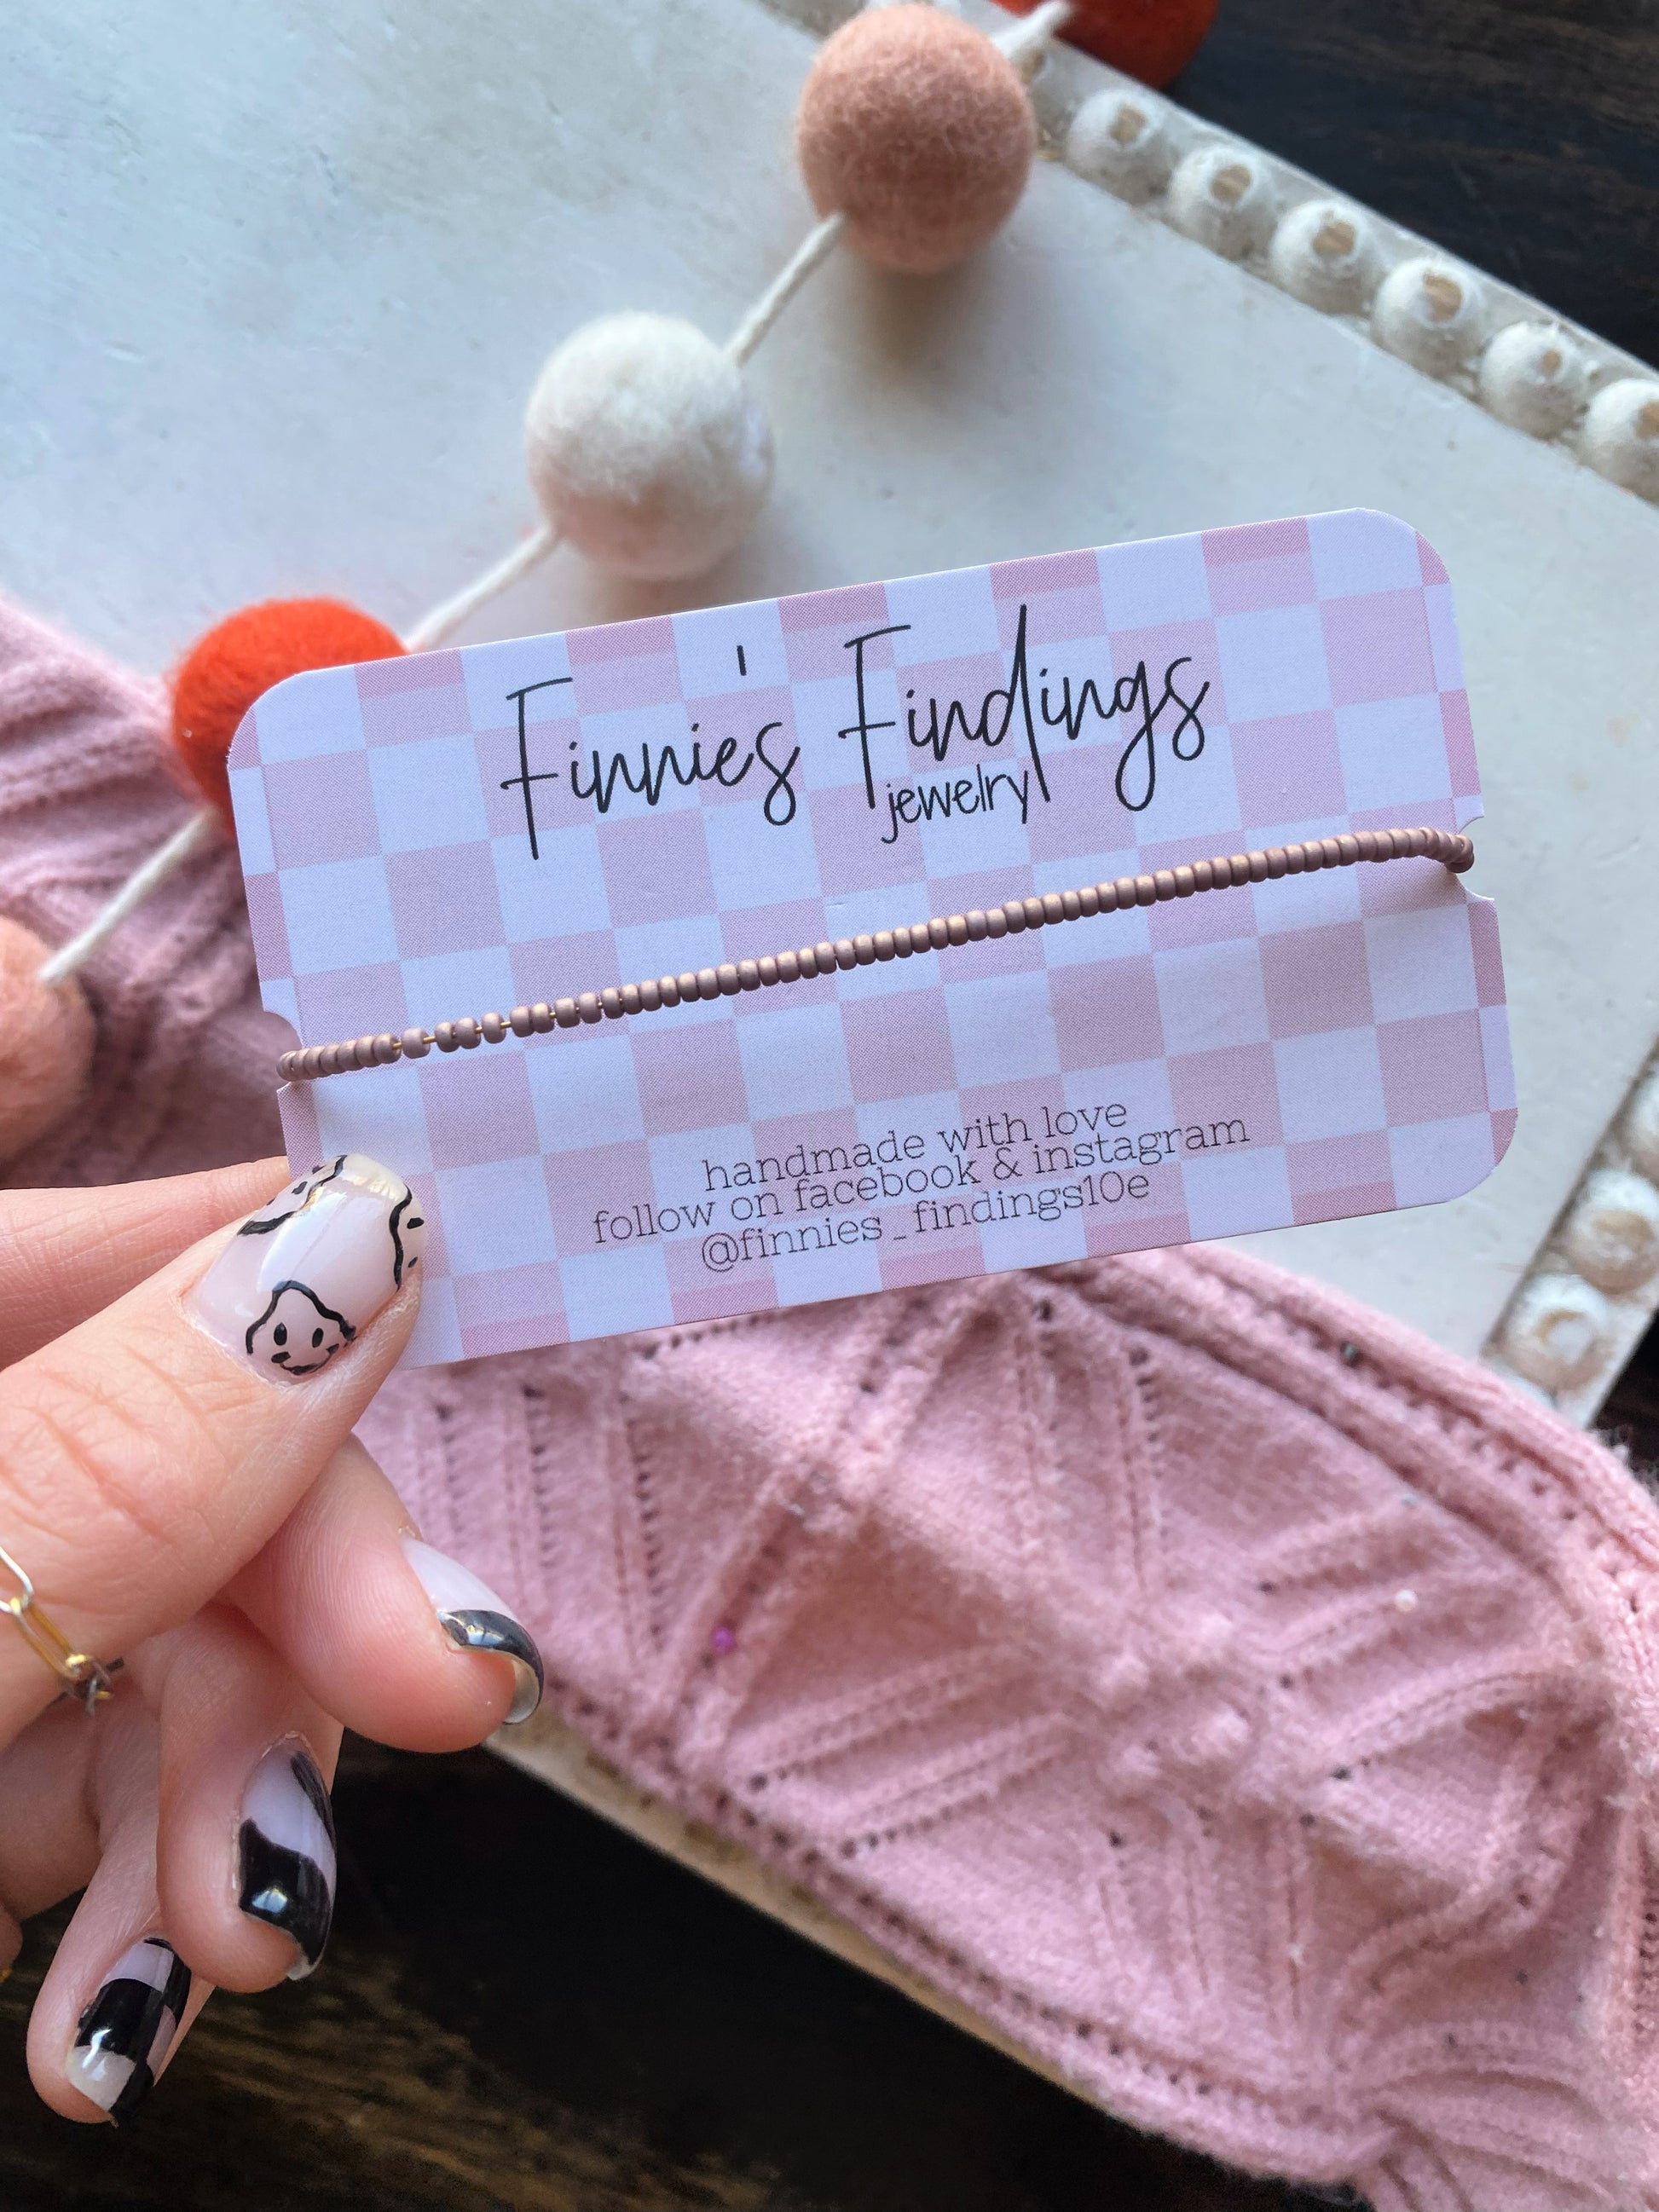 Finnie's Findings
jewelry
handmade with love
follow on facebook & instagram
@finnies_findings10e